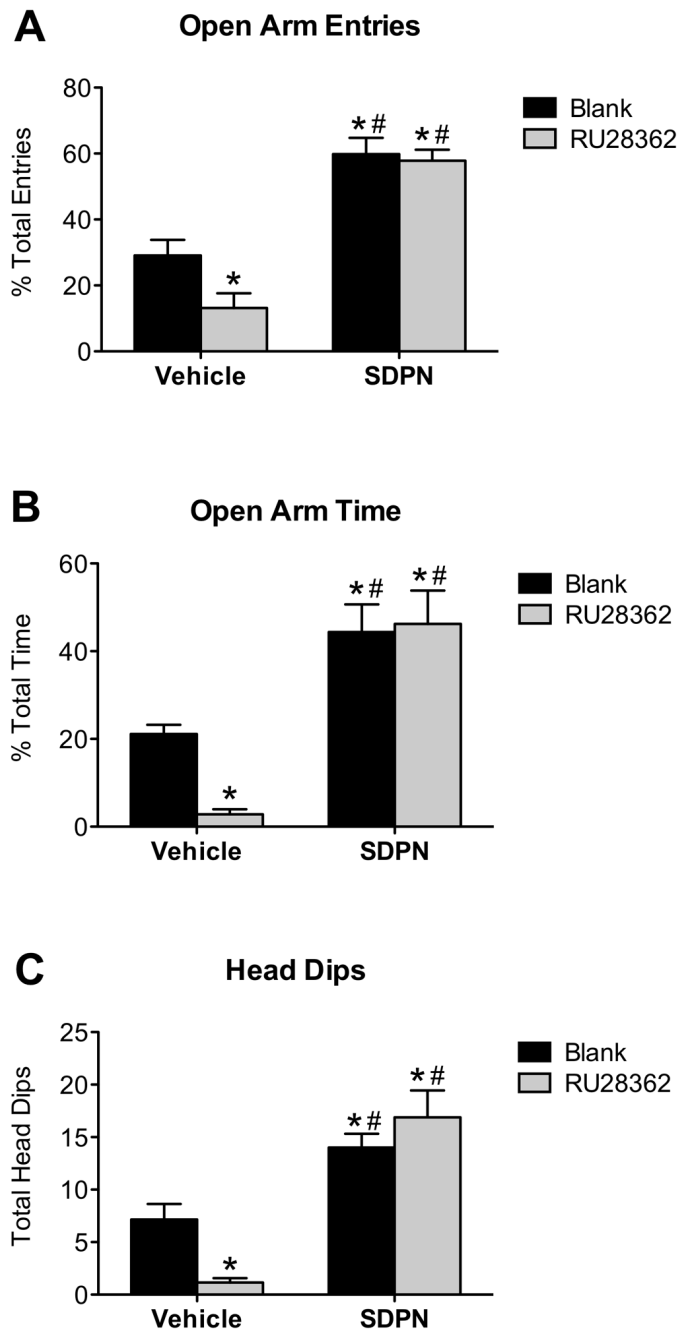 A
Open Arm Entries
% Total Entries
80
60
40
20
0
*
*#
*#
Blank
RU28362
Vehicle
SDPN
B
Open Arm Time
% Total Time
60
40
20
0
*
*#
*#
Blank
RU28362
Vehicle
SDPN
C
Head Dips
Total Head Dips
25
20
15
10
5
0
*
*#
*#
Blank
RU28362
Vehicle
SDPN